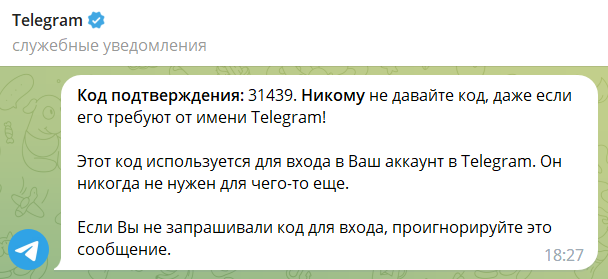 Telegram
служебные уведомления
Код подтверждения: 31439. Никому не давайте код, даже если
его требуют от имени Telegram!
Этот код используется для входа в Ваш аккаунт в Telegram. Он
никогда не нужен для чего-то еще.
Если Вы не запрашивали код для входа, проигнорируйте это
сообщение.
18:27